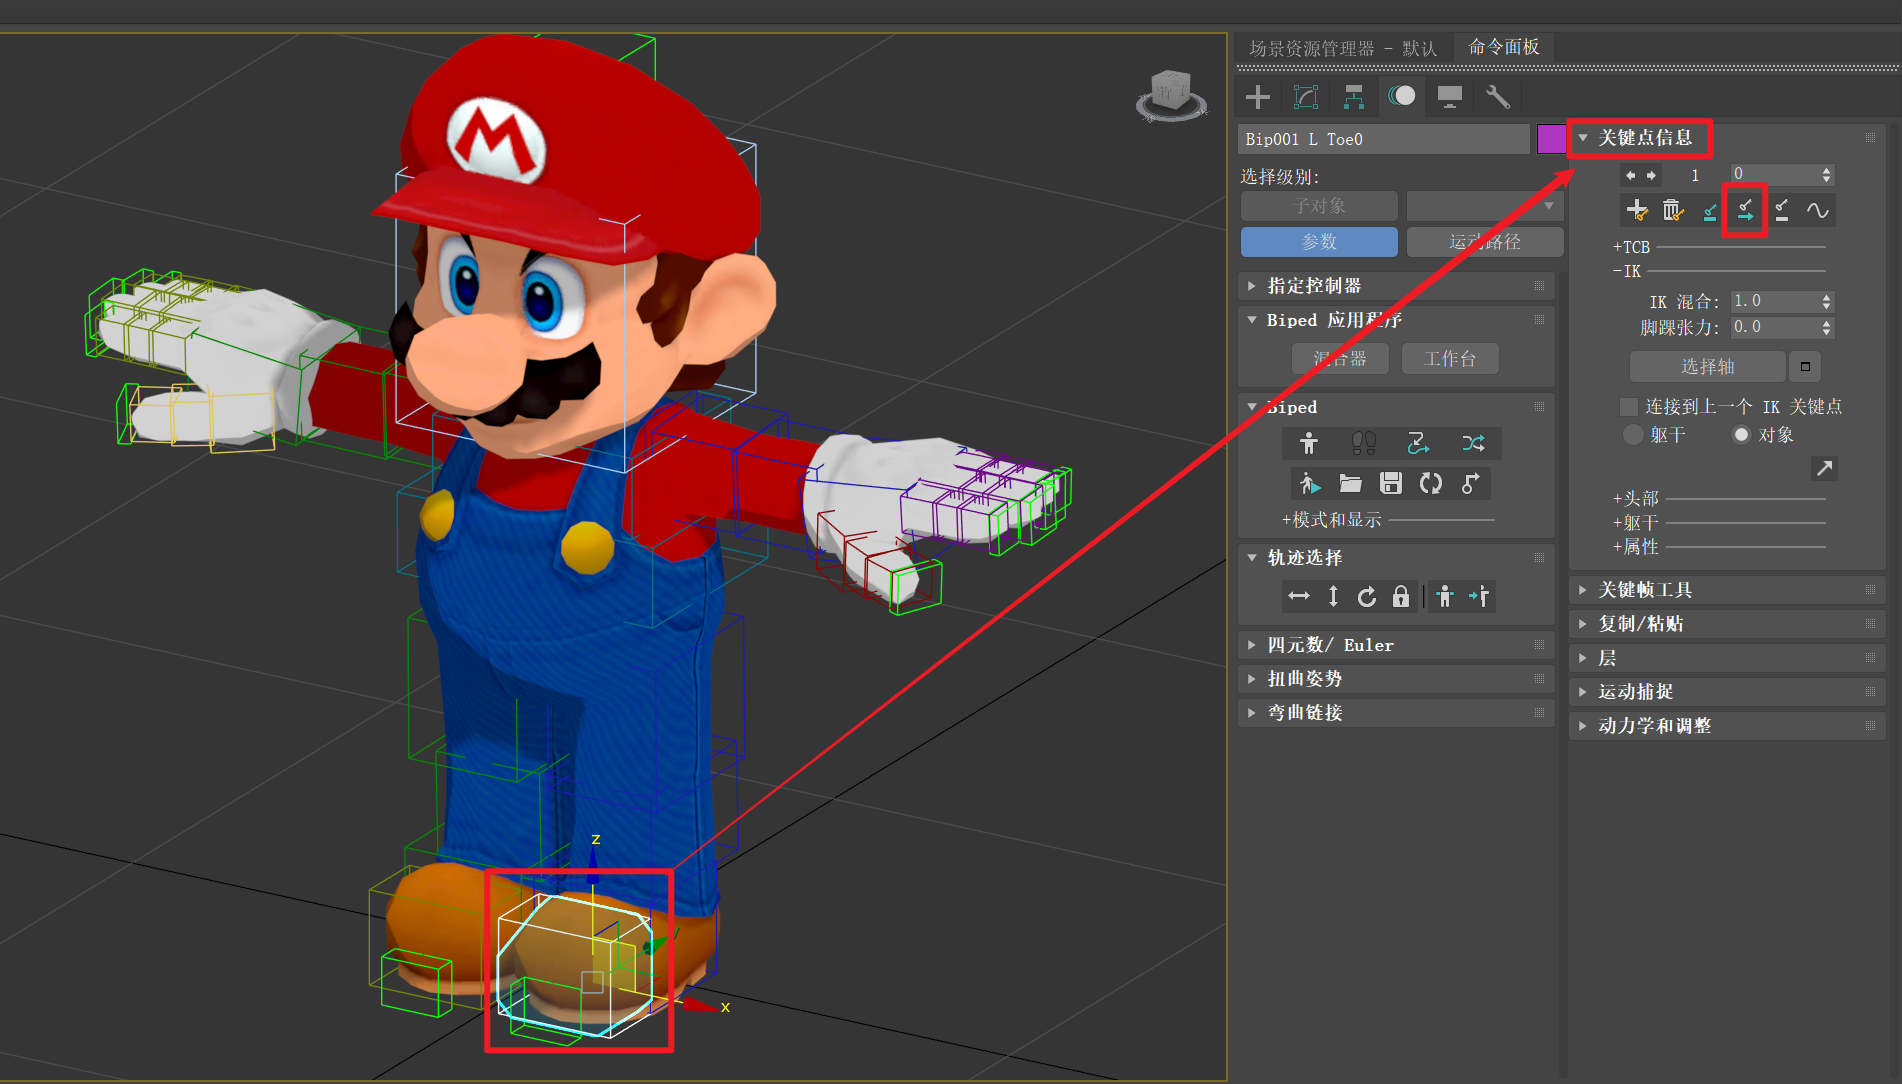 场景资源管理器 - 默认
命令面板
M
Bip001 L Toe0
选择级别:
子对象
参数
运动路径
指定控制器
Biped 应用程序
混合器
工作台
Biped
+模式和显示
轨迹选择
四元数/ Euler
扭曲姿势
弯曲链接
关键点信息
1
0
+TCB
-IK
IK 混合: 1.0
脚踝张力: 0.0
选择轴
连接到上一个 IK 关键点
躯干
对象
+头部
+躯干
+属性
关键帧工具
复制/粘贴
层
运动捕捉
动力学和调整
z
x